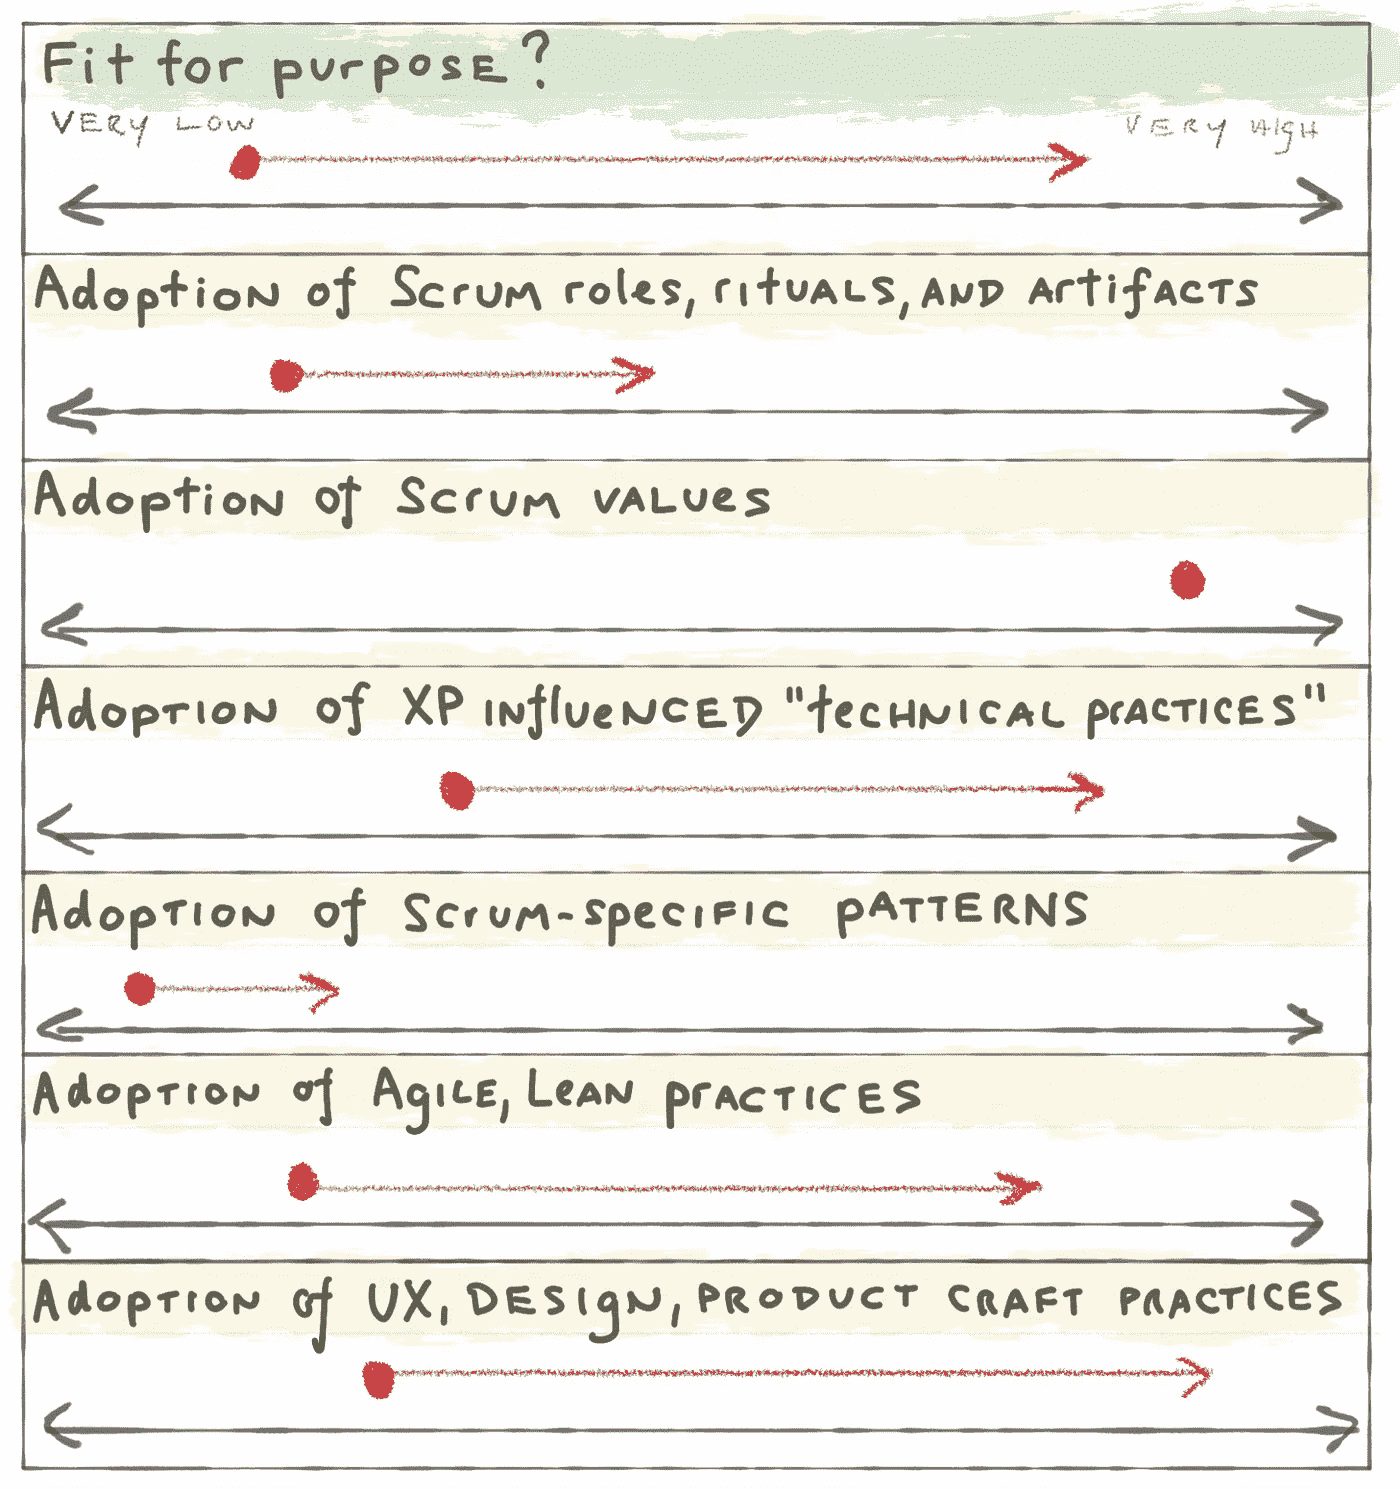 Fit for purpose?
VERY LOW
VERY HIGH
Adoption of Scrum roles, rituals, and artifacts
Adoption of Scrum values
Adoption of XP influenced "technical practices"
Adoption of Scrum-specific patterns
Adoption of Agile, Lean practices
Adoption of UX, Design, Product craft practices